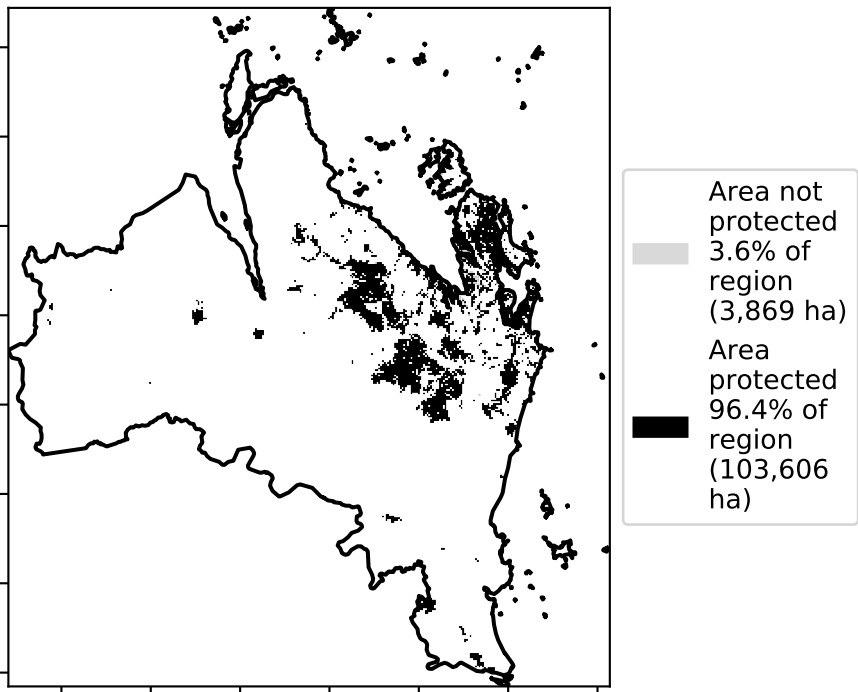 Area not
protected
3.6% of
region
(3,869 ha)
Area
protected
96.4% of
region
(103,606
ha)